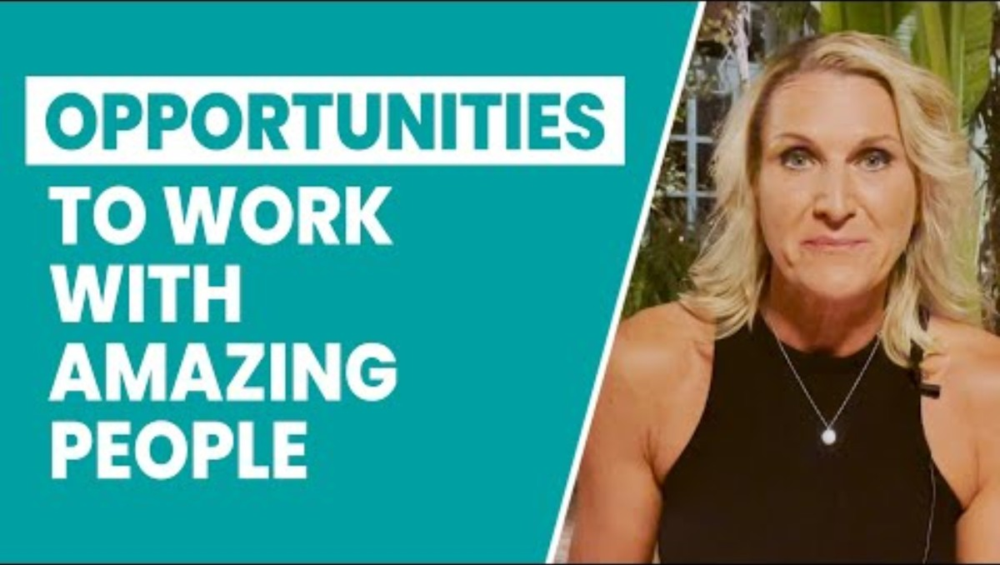 OPPORTUNITIES
TO WORK
WITH
AMAZING
PEOPLE